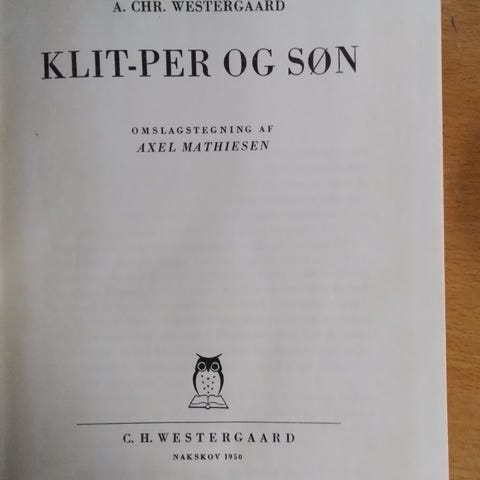 A. CHR. WESTERGAARD
KLIT-PER OG SØN
OMSLAGSTEGNING AF
AXEL MATHIESEN
C. H. WESTERGAARD
NAKSKOV 1950